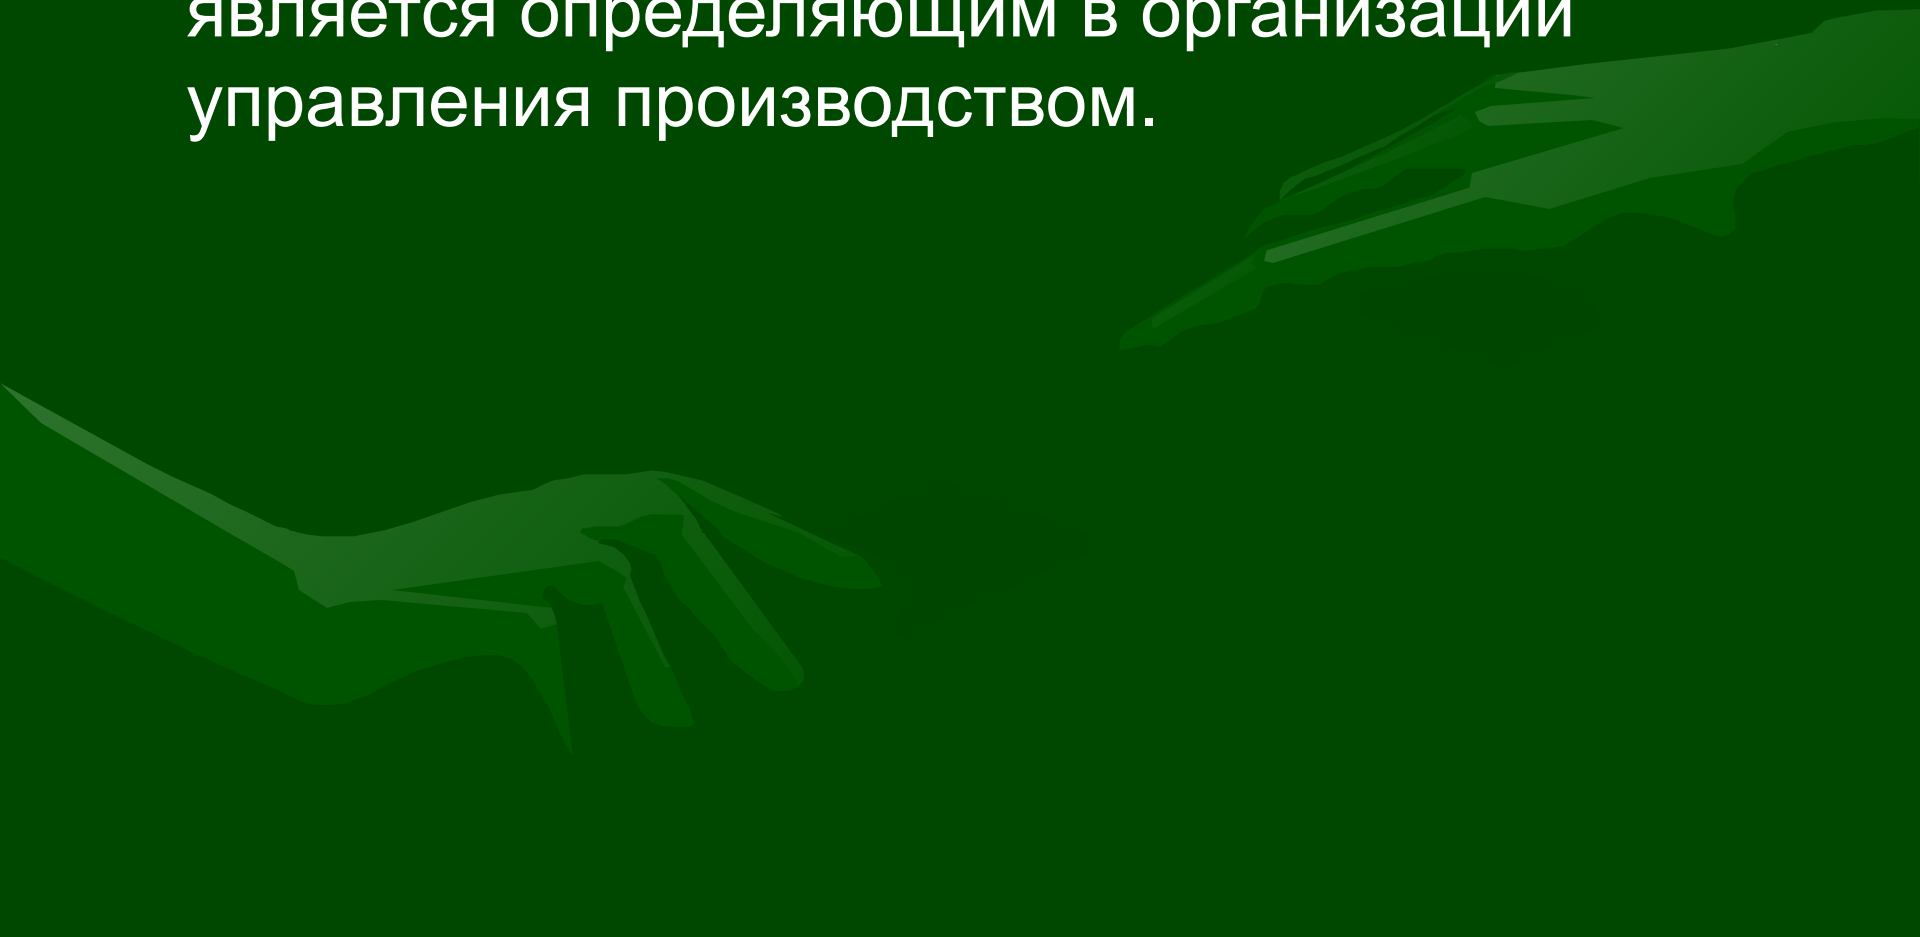 является определяющим в организации
управления производством.